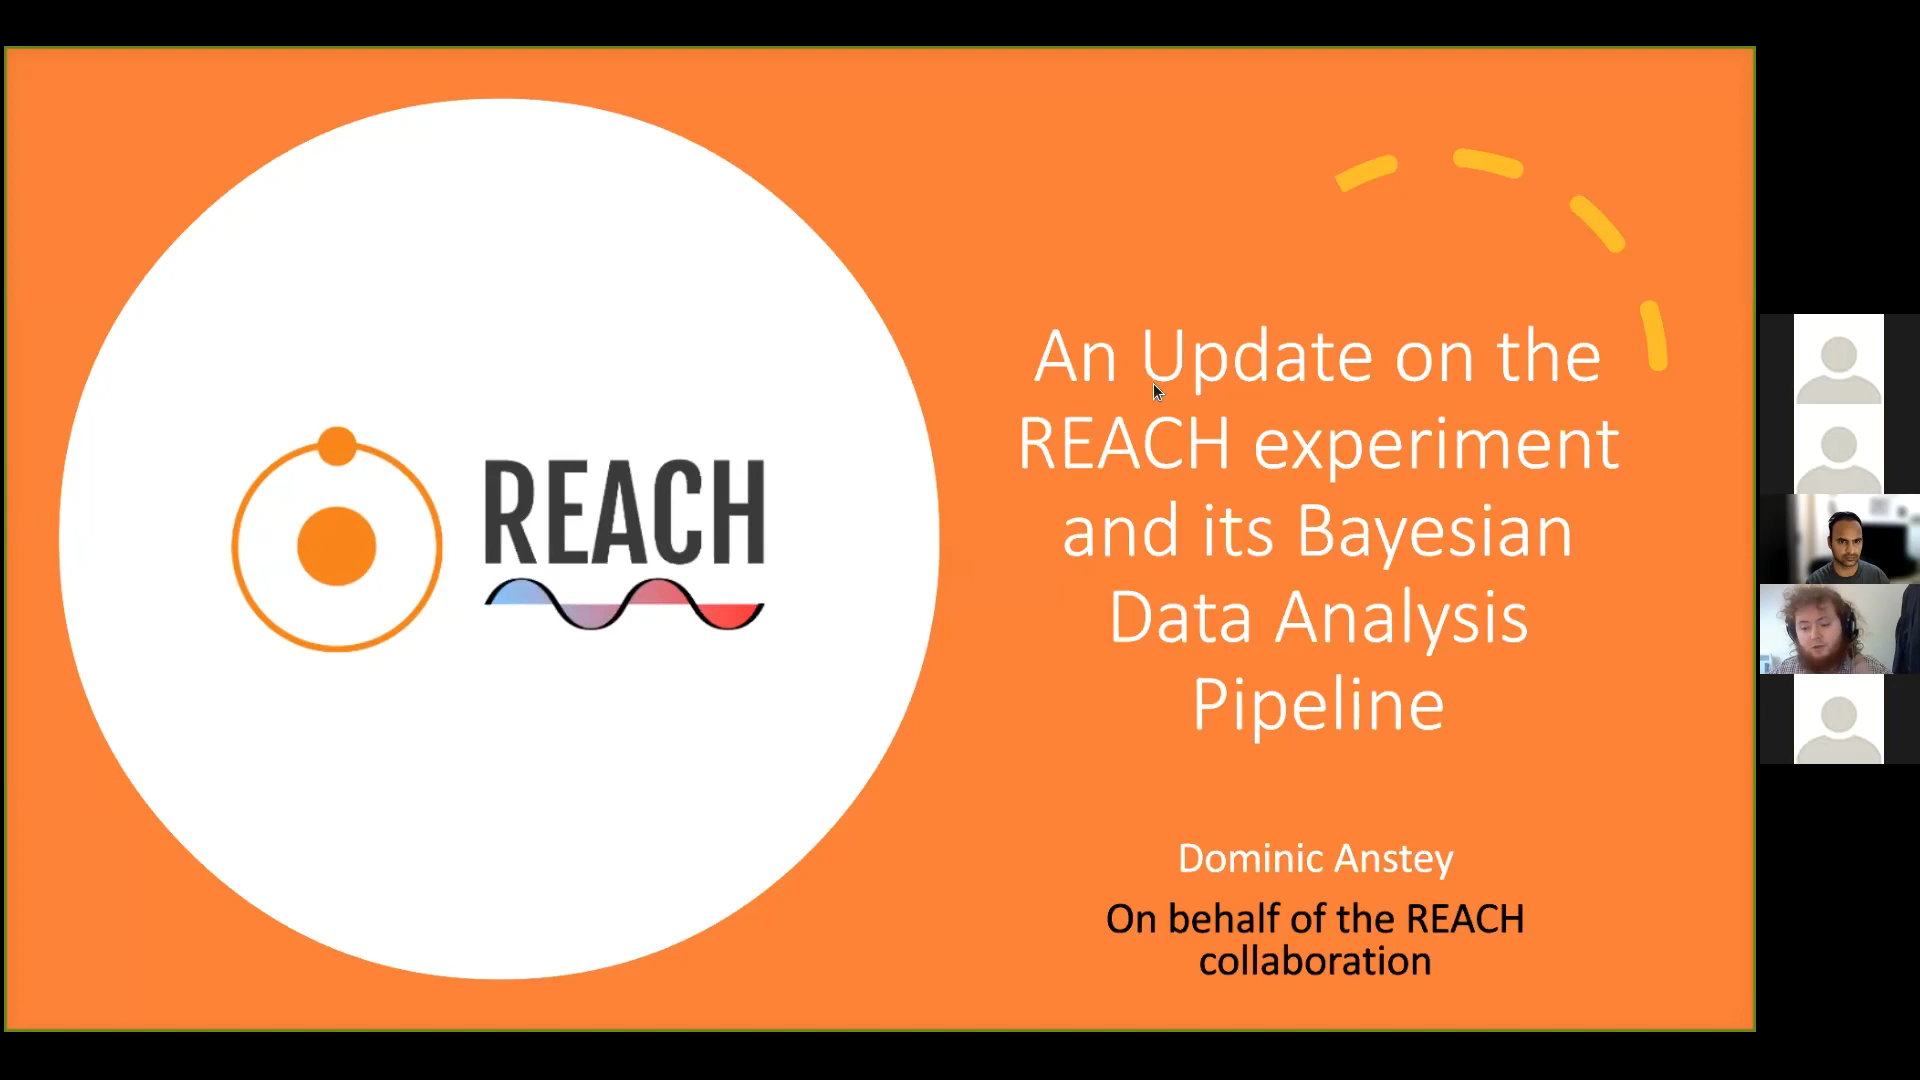 REACH
An Update on the
REACH experiment
and its Bayesian
Data Analysis
Pipeline
Dominic Anstey
On behalf of the REACH
collaboration